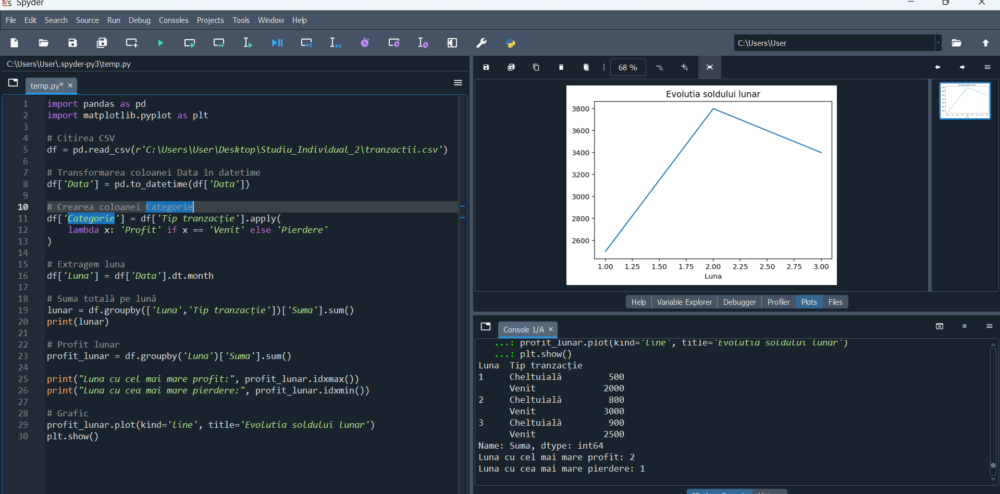 Spyder
File Edit Search Source Run Debug Consoles Projects Tools Window Help
C:\Users\User
C:\Users\User\.spyder-py3\temp.py
temp.py*
1 import pandas as pd
2 import matplotlib.pyplot as plt
3
4 # Citirea CSV
5 df = pd.read_csv(r'C:\Users\User\Desktop\Studiu_Individual_2\tranzactii.csv')
6
7 # Transformarea coloanei Data în datetime
8 df['Data'] = pd.to_datetime(df['Data'])
9
10 # Crearea coloanei Categorie
11 df['Categorie'] = df['Tip tranzacție'].apply(
12 lambda x: 'Profit' if x == 'Venit' else 'Pierdere'
13 )
14
15 # Extragem luna
16 df['Luna'] = df['Data'].dt.month
17
18 # Suma totală pe lună
19 lunar = df.groupby(['Luna','Tip tranzacție'])['Suma'].sum()
20 print(lunar)
21
22 # Profit lunar
23 profit_lunar = df.groupby('Luna')['Suma'].sum()
24
25 print("Luna cu cel mai mare profit:", profit_lunar.idxmax())
26 print("Luna cu cea mai mare pierdere:", profit_lunar.idxmin())
27
28 # Grafic
29 profit_lunar.plot(kind='line', title='Evolutia soldului lunar')
30 plt.show()
68 %
Evolutia soldului lunar
3800
3600
3400
3200
3000
2800
2600
1.00 1.25 1.50 1.75 2.00 2.25 2.50 2.75 3.00
Luna
Help Variable Explorer Debugger Profiler Plots Files
Console 1/A
...: profit_lunar.plot(kind='line', title='Evolutia soldului lunar')
...: plt.show()
Luna Tip tranzacție
1 Cheltuială 500
Venit 2000
2 Cheltuială 800
Venit 3000
3 Cheltuială 900
Venit 2500
Name: Suma, dtype: int64
Luna cu cel mai mare profit: 2
Luna cu cea mai mare pierdere: 1